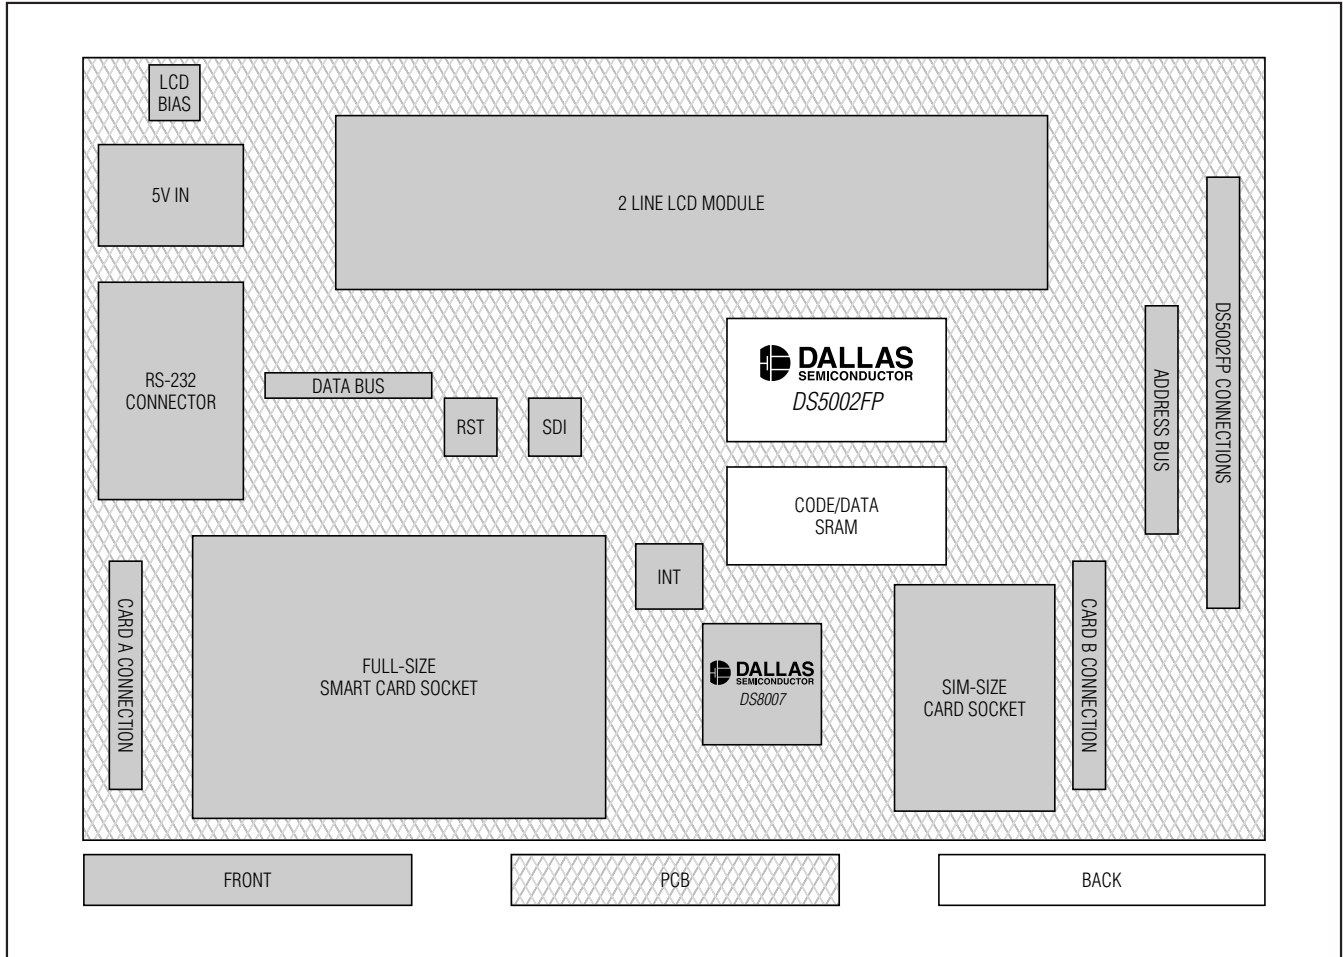 LCD
BIAS
5V IN
2 LINE LCD MODULE
DS5002FP CONNECTIONS
ADDRESS BUS
DALLAS
SEMICONDUCTOR
DS5002FP
RS-232
CONNECTOR
DATA BUS
RST
SDI
CODE/DATA
SRAM
INT
CARD A CONNECTION
FULL-SIZE
SMART CARD SOCKET
DALLAS
SEMICONDUCTOR
DS8007
SIM-SIZE
CARD SOCKET
CARD B CONNECTION
FRONT
PCB
BACK